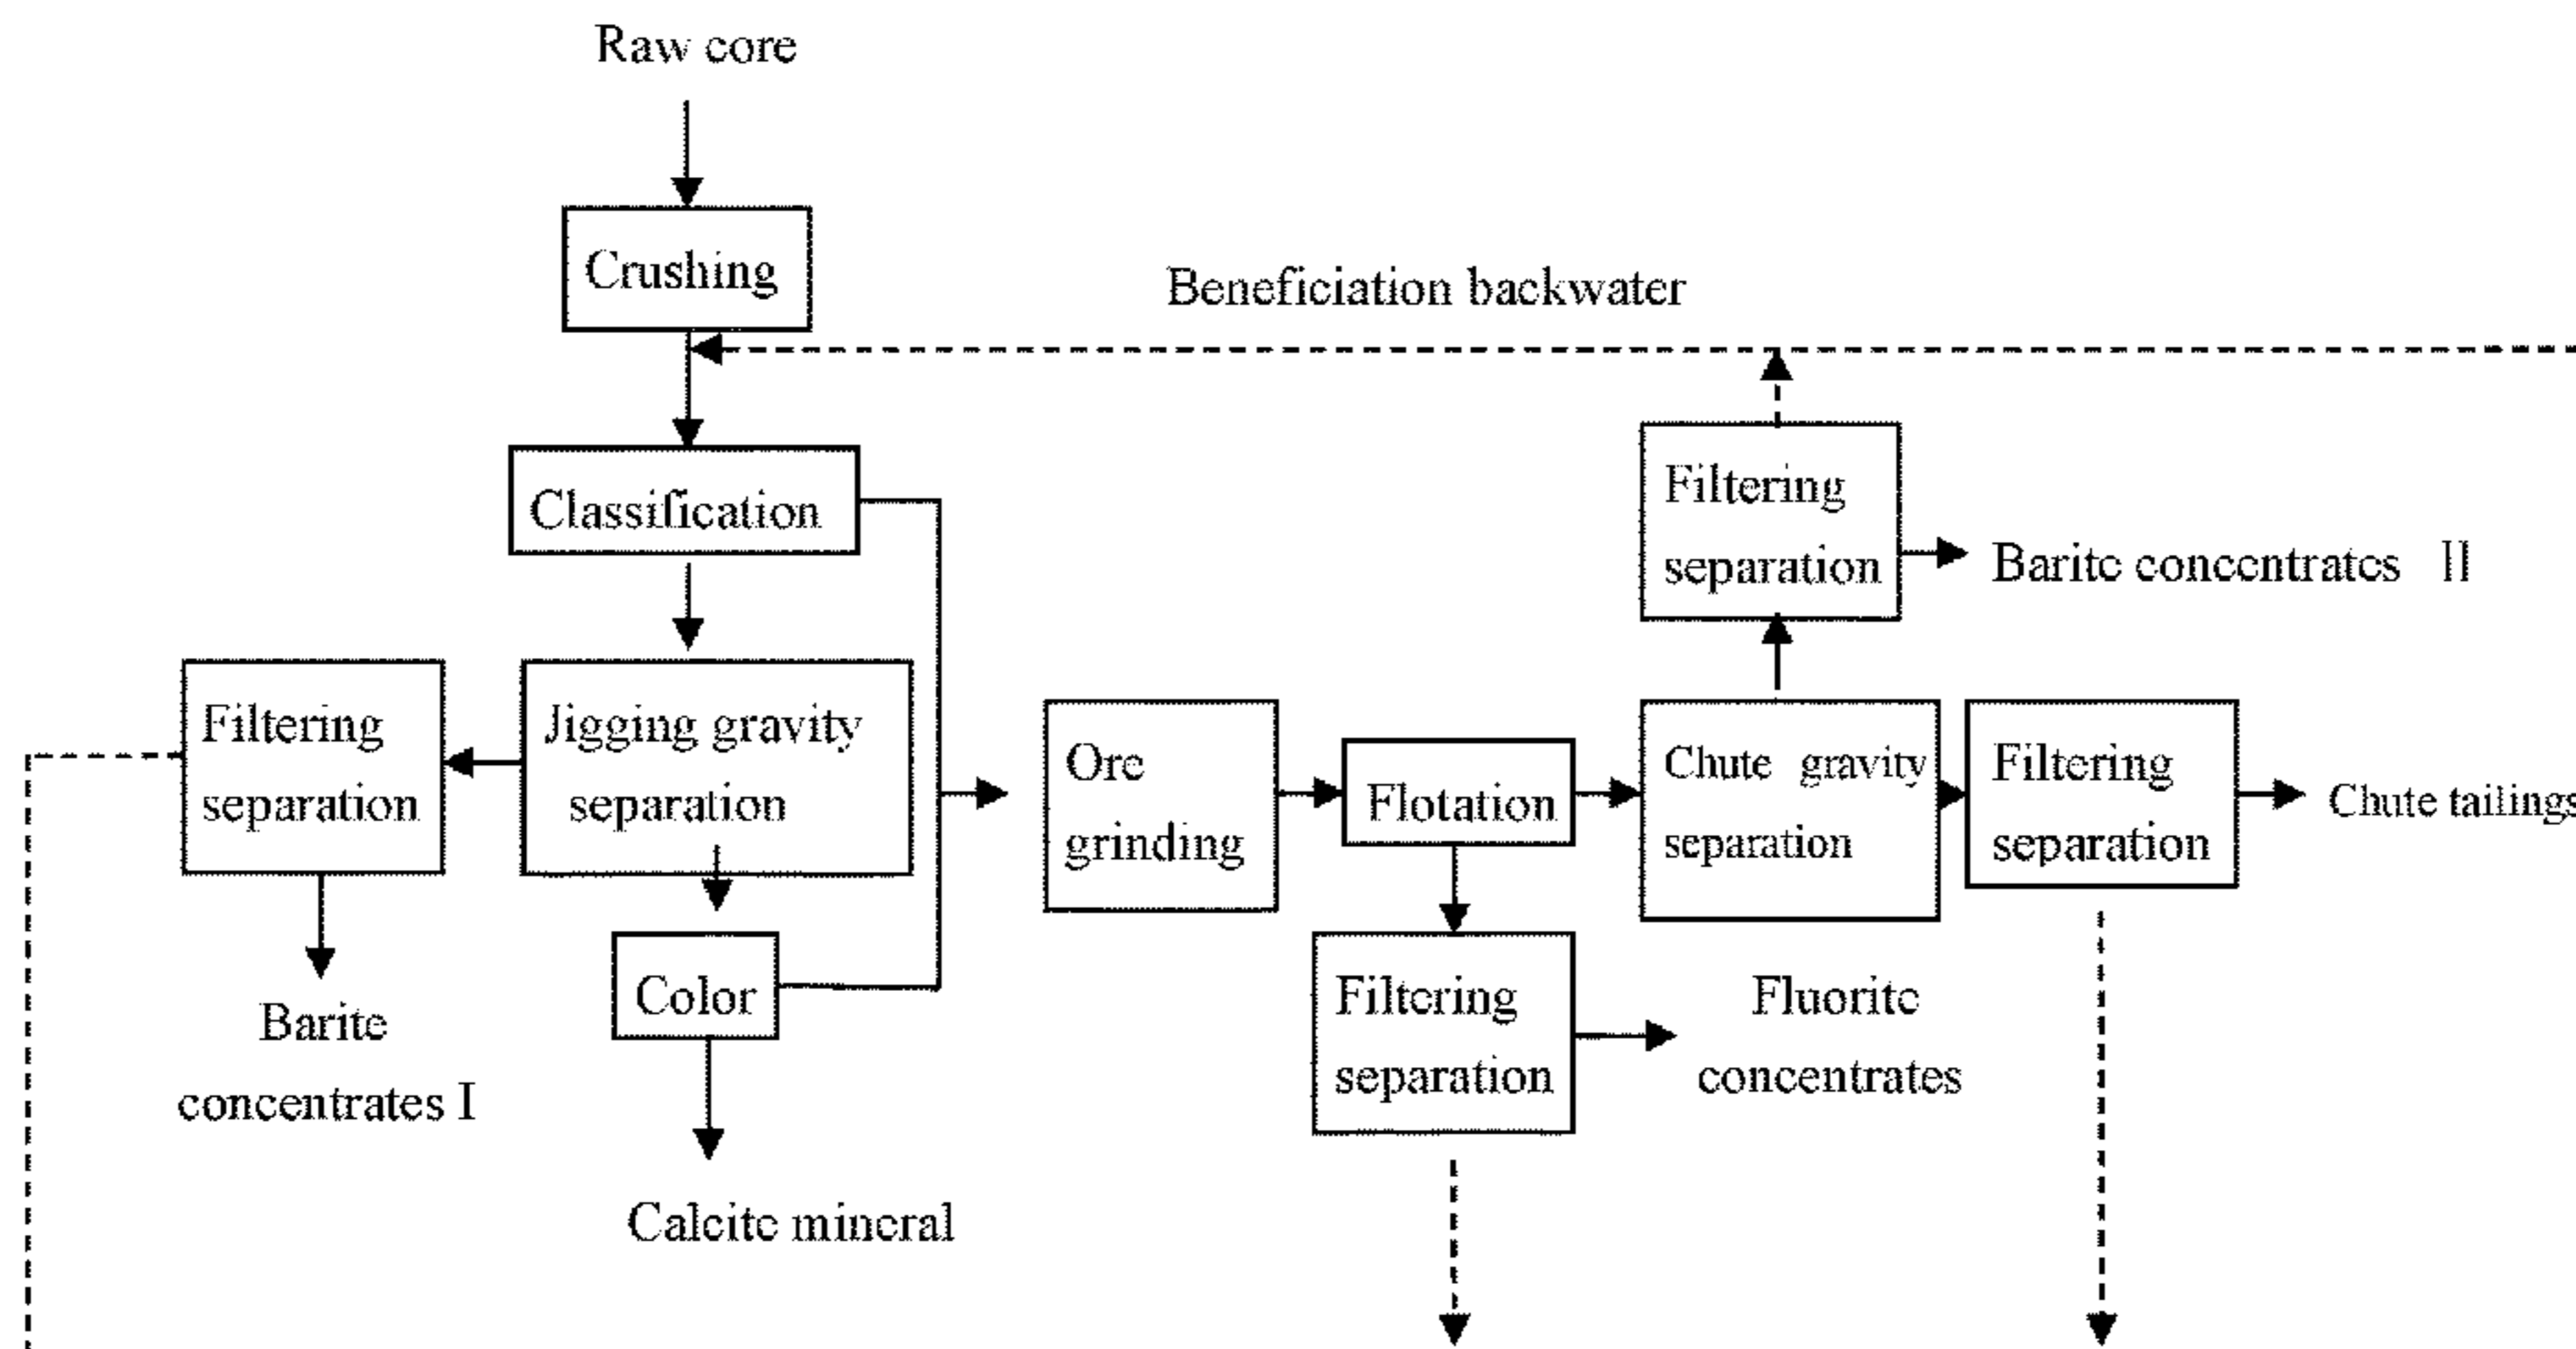 Raw core
Crushing
Beneficiation backwater
Classification
Filtering
separation
Barite concentrates II
Filtering
separation
Jigging gravity
separation
Ore
grinding
Flotation
Chute gravity
separation
Filtering
separation
Chute tailings
Barite
concentrates I
Color
Filtering
separation
Fluorite
concentrates
Calcite mineral